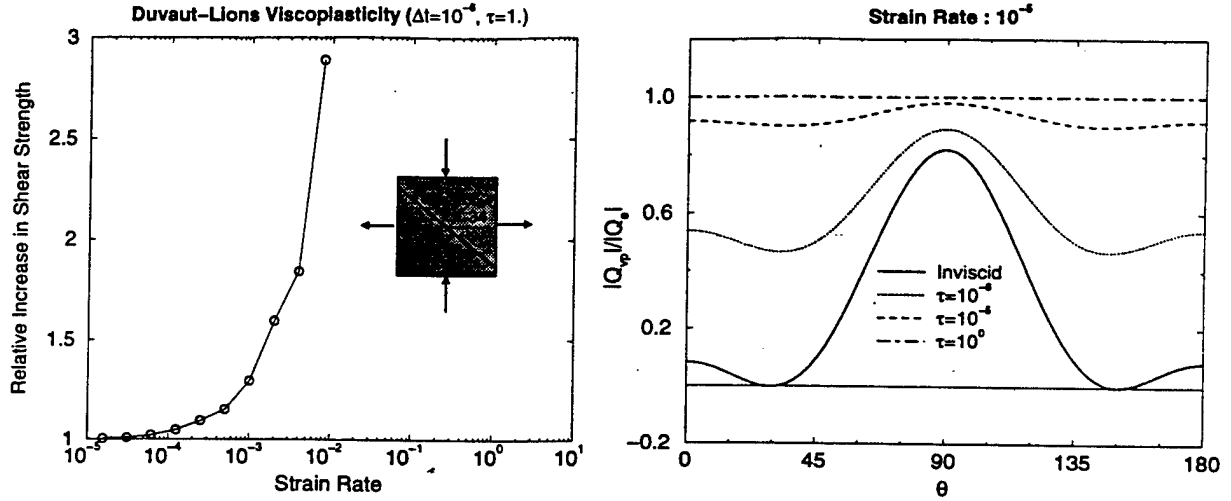 Duvaut–Lions Viscoplasticity (Δt=10⁻⁶, τ=1.)
Relative Increase in Shear Strength
3
2.5
2
1.5
1
10⁻⁵ 10⁻⁴ 10⁻³ 10⁻² 10⁻¹ 10⁰ 10¹
Strain Rate
Strain Rate : 10⁻⁵
|Q_vp|/|Q_e|
1.0
0.6
0.2
−0.2
Inviscid
τ=10⁻⁶
τ=10⁻⁵
τ=10⁰
0 45 90 135 180
θ